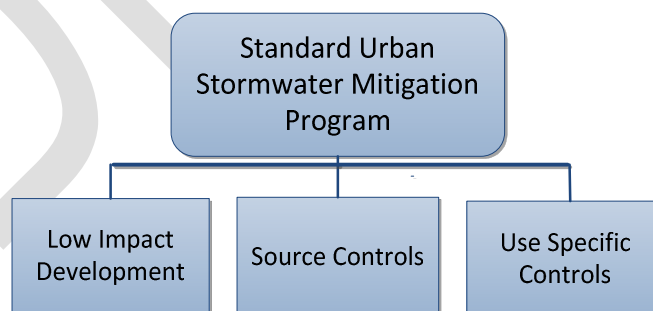 Standard Urban
Stormwater Mitigation
Program
Low Impact
Development
Source Controls
Use Specific
Controls